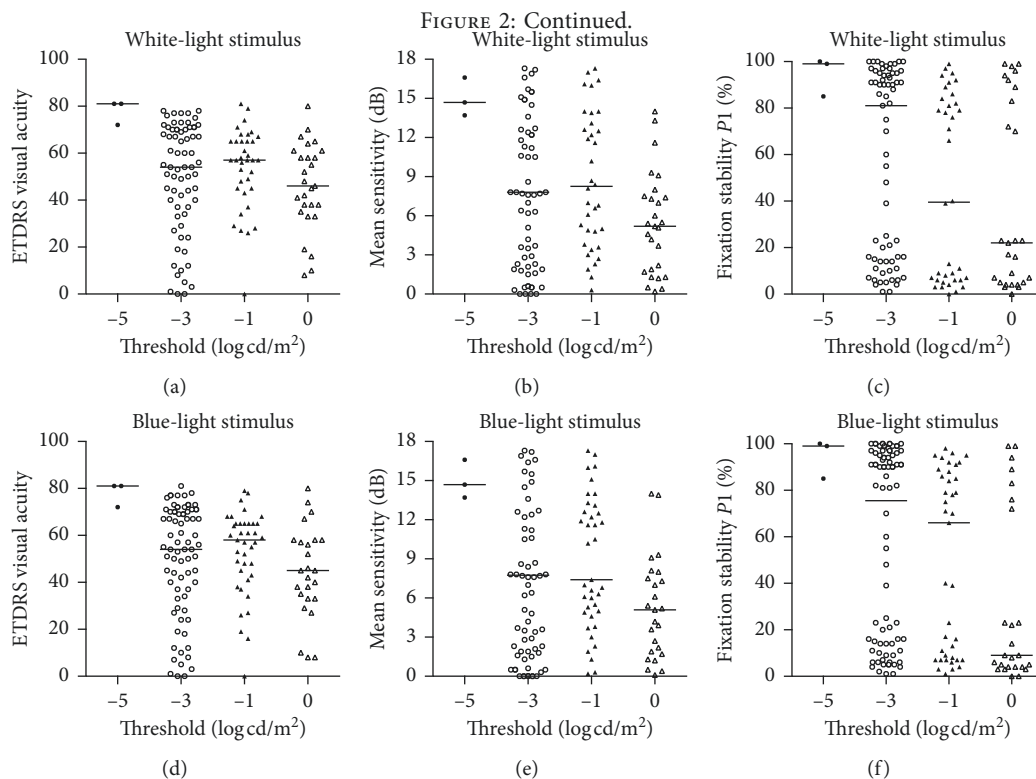 FIGURE 2: Continued.
White-light stimulus
ETDRS visual acuity
100
80
60
40
20
0
−5 −3 −1 0
Threshold (log cd/m²)
(a)
White-light stimulus
Mean sensitivity (dB)
18
15
12
9
6
3
0
−5 −3 −1 0
Threshold (log cd/m²)
(b)
White-light stimulus
Fixation stability P1 (%)
100
80
60
40
20
0
−5 −3 −1 0
Threshold (log cd/m²)
(c)
Blue-light stimulus
ETDRS visual acuity
100
80
60
40
20
0
−5 −3 −1 0
Threshold (log cd/m²)
(d)
Blue-light stimulus
Mean sensitivity (dB)
18
15
12
9
6
3
0
−5 −3 −1 0
Threshold (log cd/m²)
(e)
Blue-light stimulus
Fixation stability P1 (%)
100
80
60
40
20
0
−5 −3 −1 0
Threshold (log cd/m²)
(f)